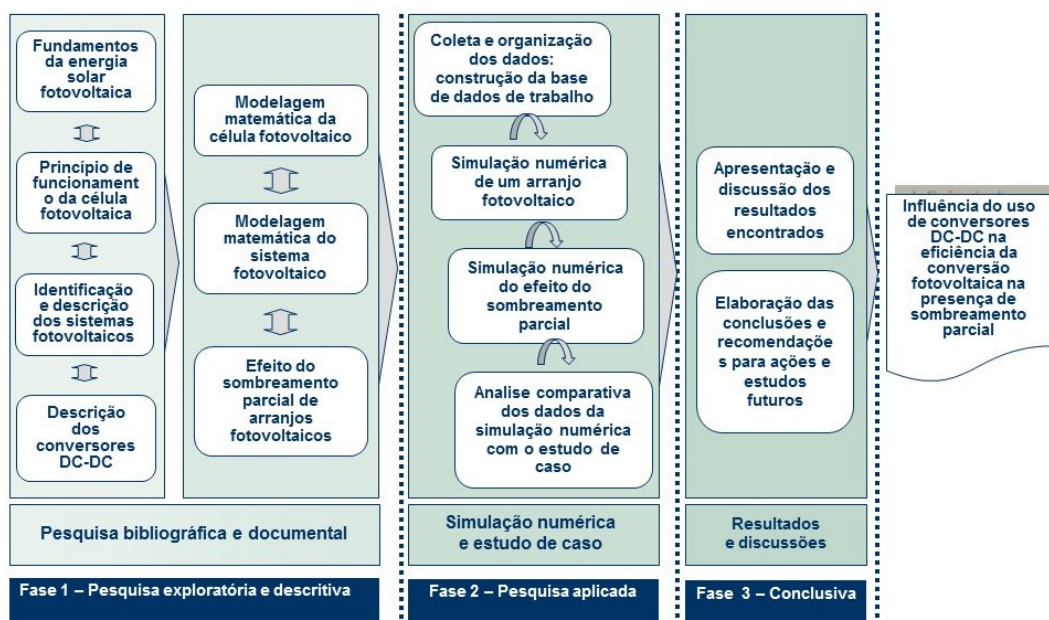 Fundamentos
da energia
solar
fotovoltaica
Princípio de
funcionament
o da célula
fotovoltaica
Identificação
e descrição
dos sistemas
fotovoltaicos
Descrição
dos
conversores
DC-DC
Modelagem
matemática da
célula fotovoltaico
Modelagem
matemática do
sistema
fotovoltaico
Efeito do
sombreamento
parcial de
arranjos
fotovoltaicos
Pesquisa bibliográfica e documental
Fase 1 – Pesquisa exploratória e descritiva
Coleta e organização
dos dados:
construção da base
de dados de trabalho
Simulação numérica
de um arranjo
fotovoltaico
Simulação numérica
do efeito do
sombreamento
parcial
Analise comparativa
dos dados da
simulação numérica
com o estudo de
caso
Simulação numérica
e estudo de caso
Fase 2 – Pesquisa aplicada
Apresentação e
discussão dos
resultados
encontrados
Elaboração das
conclusões e
recomendaçõe
s para ações e
estudos
futuros
Resultados
e discussões
Fase 3 – Conclusiva
Influência do uso
de conversores
DC-DC na
eficiência da
conversão
fotovoltaica na
presença de
sombreamento
parcial